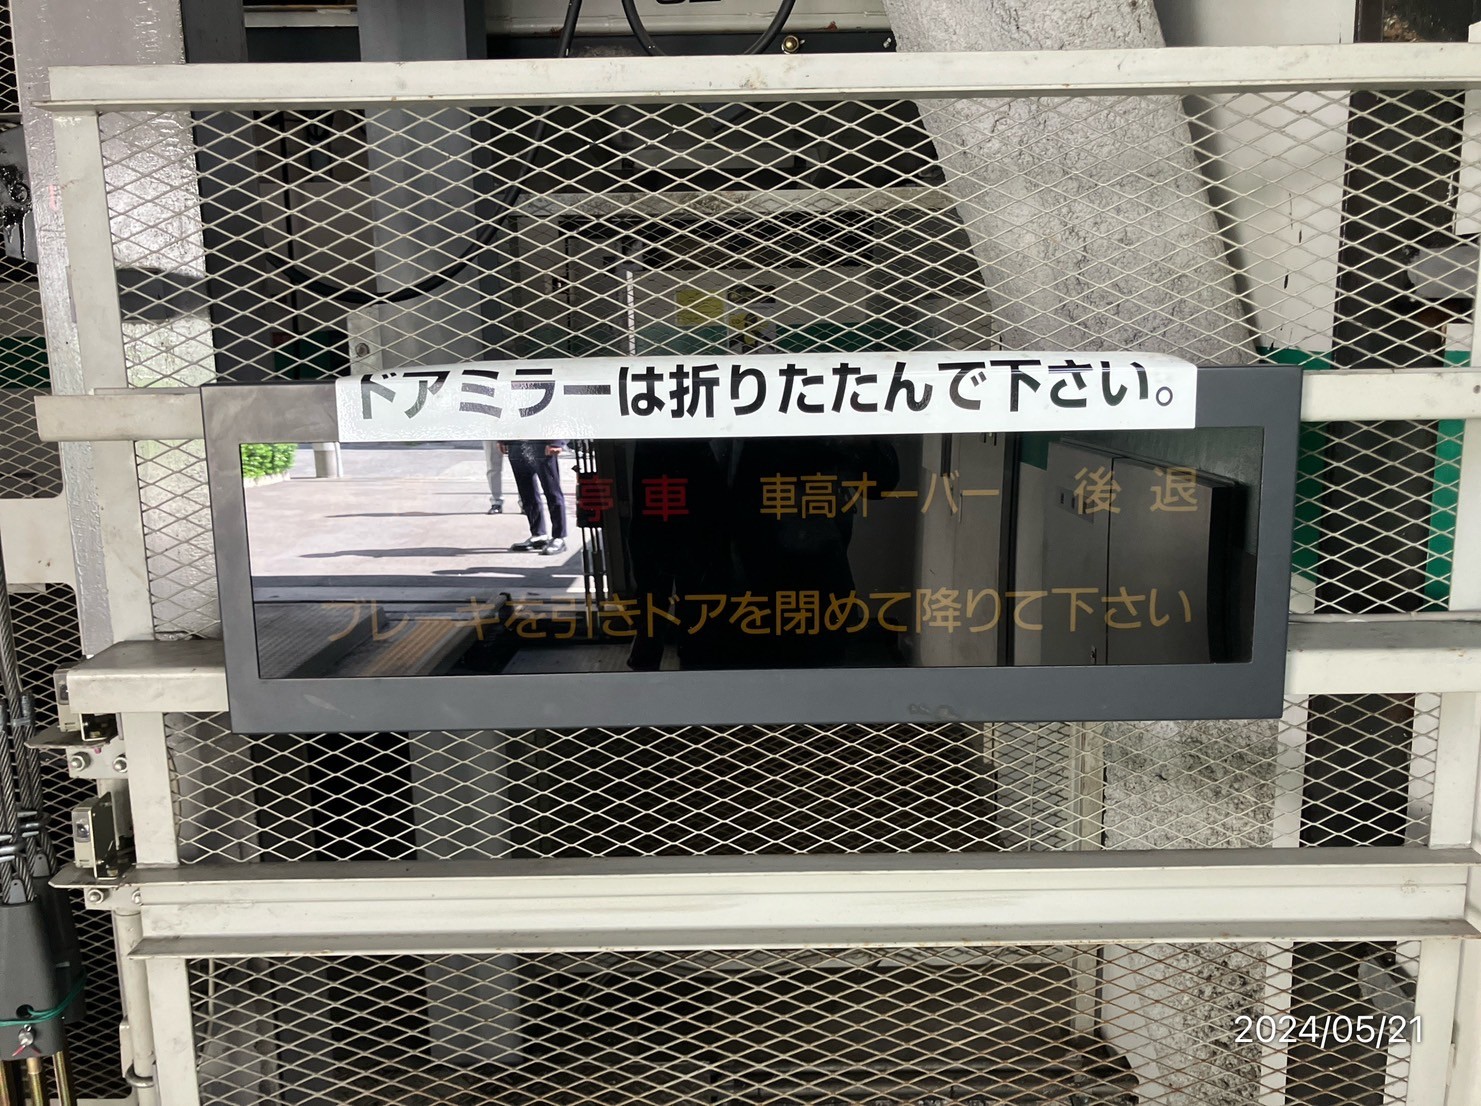 ドアミラーは折りたたんで下さい。
停車 車高オーバー 後退
ブレーキを引きドアを閉めて降りて下さい
2024/05/21